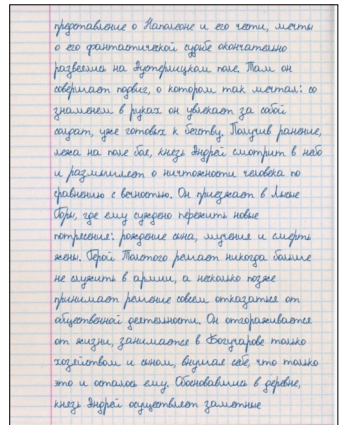 представление о Наполеоне и его чести, мечты
о его фантастической судьбе окончательно
развеяны на Аустерлицком поле. Там он
совершает подвиг, о котором так мечтал: со
знаменем в руках он увлекает за собой
солдат, уже готовых к бегству. Получив ранение,
лежа на поле боя, князь Андрей смотрит в небо
и размышляет о ничтожности человека по
сравнению с вечностью. Он приезжает в Лысые
Горы, где ему суждено пережить новые
потрясения: рождение сына, мучения и смерть
жены. Герой Толстого решает никогда больше
не служить в армии, а несколько позже
принимает решение совсем отказаться от
общественной деятельности. Он отгораживается
от жизни, занимается в Богучарове только
хозяйством и сыном, внушая себе, что только
это и осталось ему. Обосновавшись в деревне,
князь Андрей осуществляет заметные